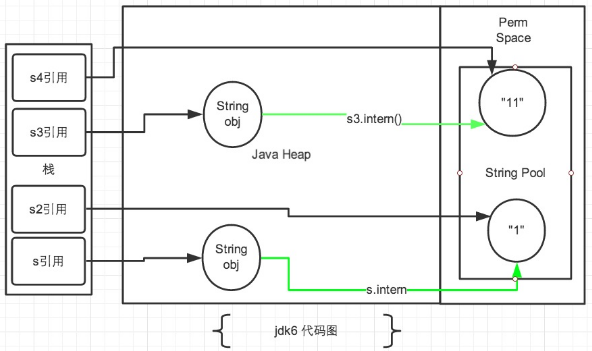 s4引用
s3引用
栈
s2引用
s引用
String
obj
s3.intern()
Java Heap
String
obj
s.intern
Perm
Space
"11"
String Pool
"1"
jdk6 代码图